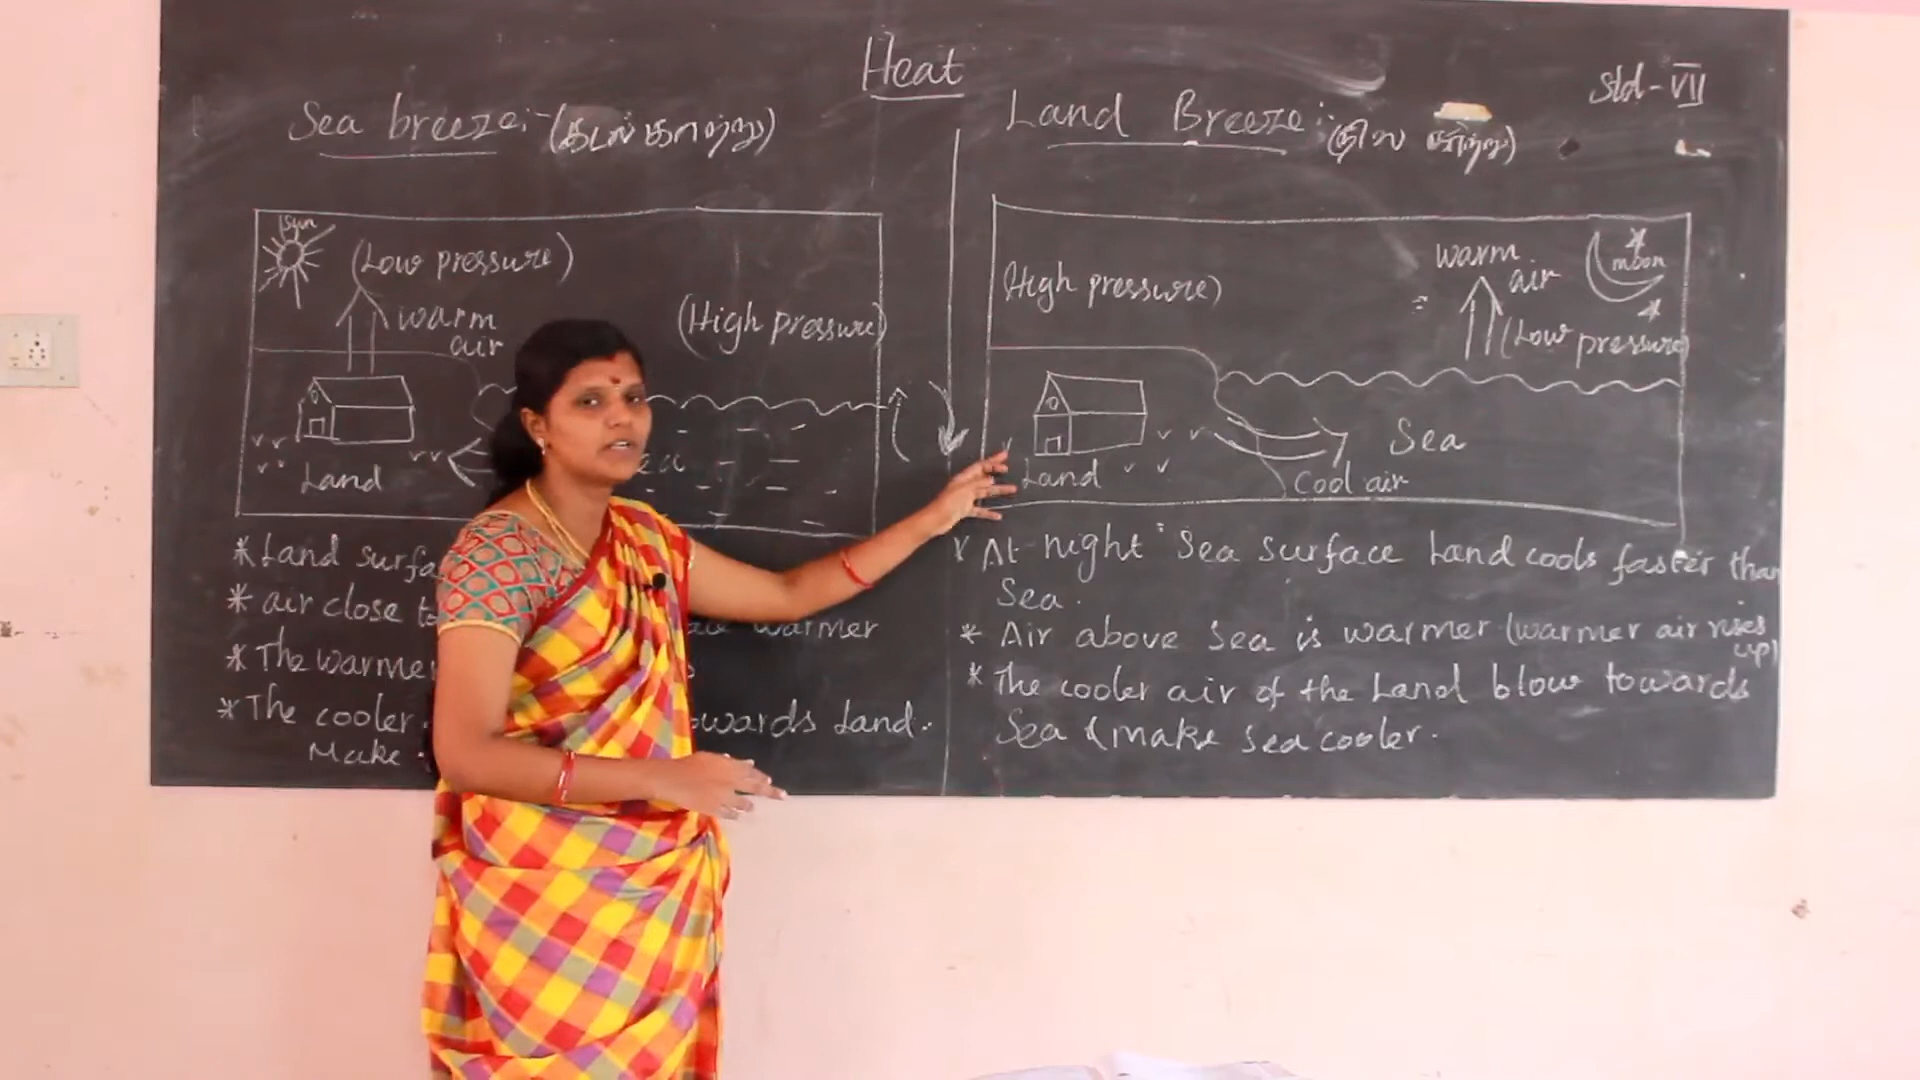 Heat
Std - VII
Sea breeze:- (கடல் காற்று)
Sun
(Low pressure)
warm
air
(High pressure)
Land
* Land
* air close
warmer
* The warmer
* The cooler
towards Land.
Make
Land Breeze:- (நில காற்று)
(High pressure)
warm
air
moon
(Low pressure)
Land
Sea
Cool air
* At night Sea surface Land cools faster than
Sea.
* Air above Sea is warmer (warmer air rises
up)
* The cooler air of the Land blow towards
Sea & make sea cooler.